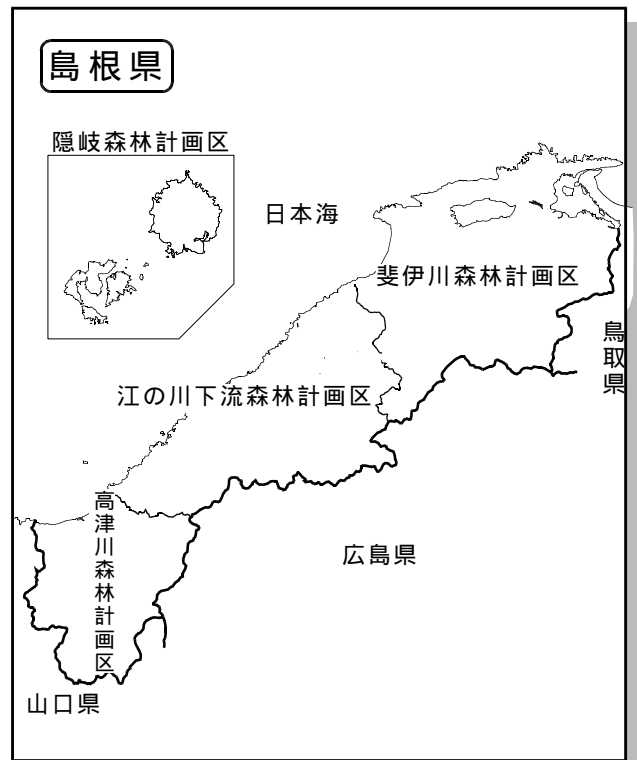 島根県
隠岐森林計画区
日本海
斐伊川森林計画区
鳥取県
江の川下流森林計画区
高津川森林計画区
広島県
山口県